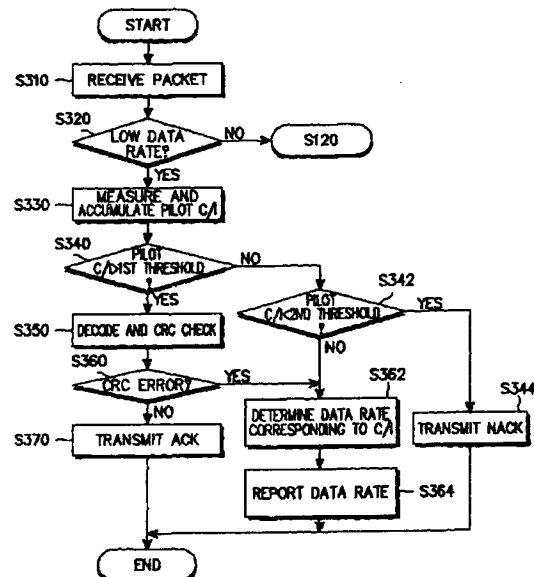 START
S310
RECEIVE PACKET
S320
LOW DATA
RATE?
NO
S120
YES
S330
MEASURE AND
ACCUMULATE PILOT C/I
S340
PILOT
C/I>1ST THRESHOLD
NO
S342
YES
PILOT
C/I<2ND THRESHOLD
YES
S350
DECODE AND CRC CHECK
NO
S360
CRC ERROR?
YES
S362
S344
NO
DETERMINE DATA RATE
CORRESPONDING TO C/I
TRANSMIT NACK
S370
TRANSMIT ACK
REPORT DATA RATE
S364
END